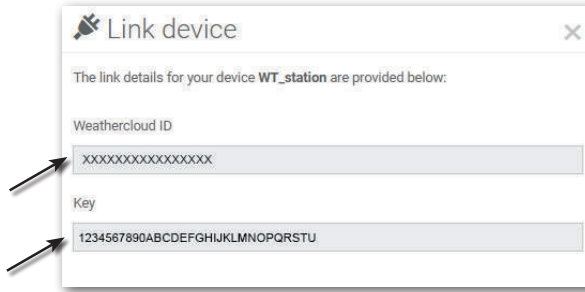 Link device
The link details for your device WT_station are provided below:
Weathercloud ID
XXXXXXXXXXXXXXXX
Key
1234567890ABCDEFGHIJKLMNOPQRSTU